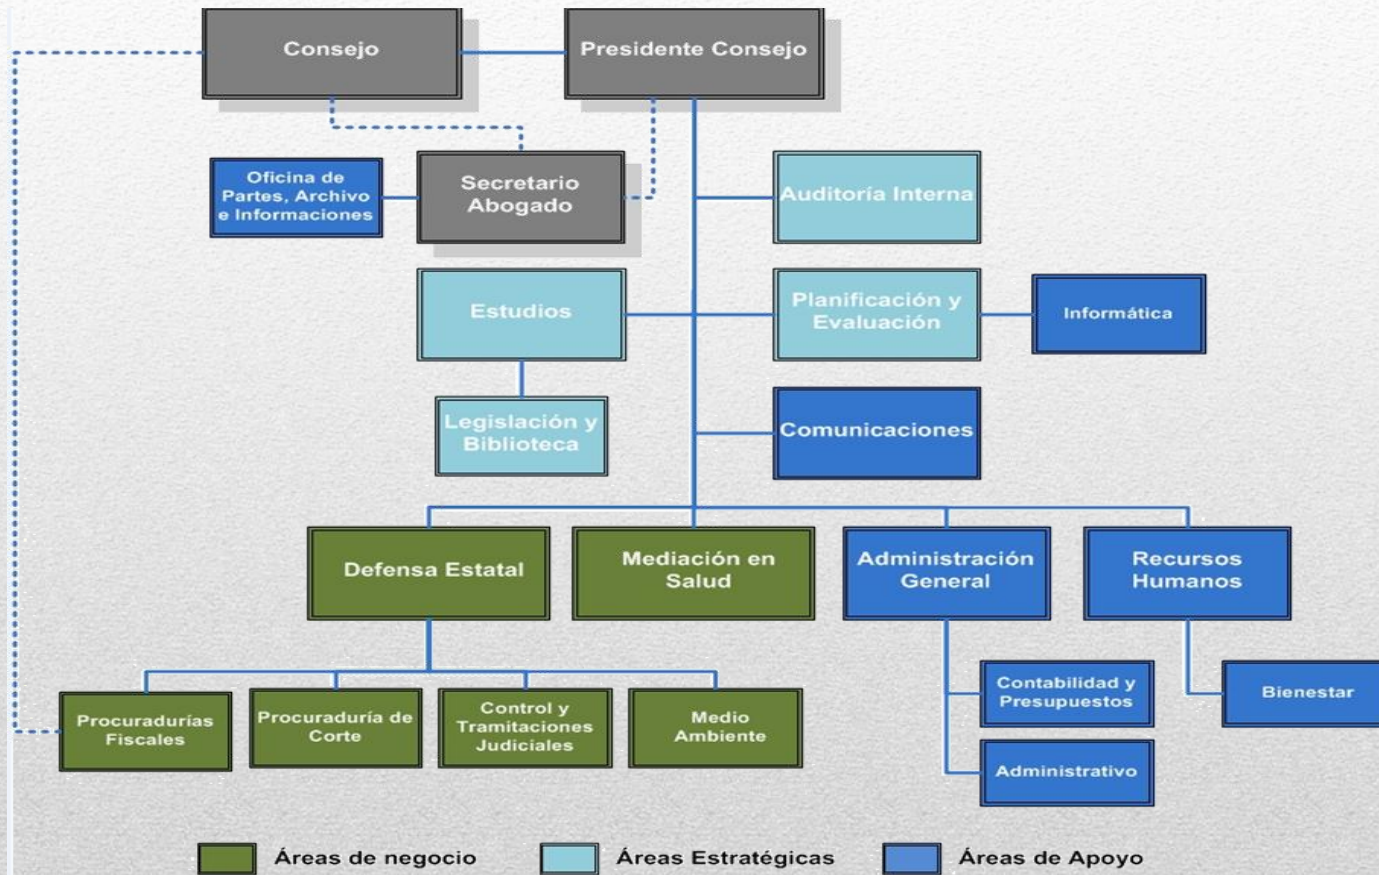 Consejo
Presidente Consejo
Oficina de
Partes, Archivo
e Informaciones
Secretario
Abogado
Auditoría Interna
Estudios
Planificación y
Evaluación
Informática
Legislación y
Biblioteca
Comunicaciones
Defensa Estatal
Mediación en
Salud
Administración
General
Recursos
Humanos
Procuradurías
Fiscales
Procuraduría de
Corte
Control y
Tramitaciones
Judiciales
Medio
Ambiente
Contabilidad y
Presupuestos
Bienestar
Administrativo
Áreas de negocio
Áreas Estratégicas
Áreas de Apoyo